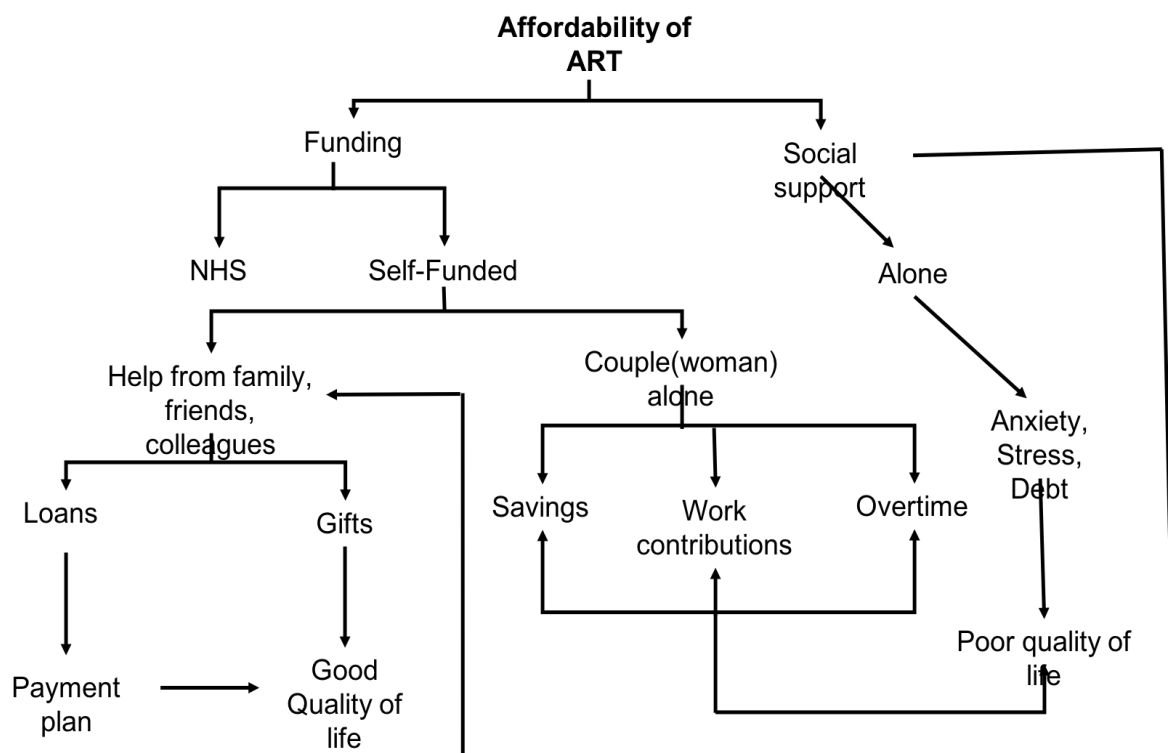 Affordability of
ART
Funding
Social
support
NHS
Self-Funded
Alone
Help from family,
friends,
colleagues
Couple(woman)
alone
Anxiety,
Stress,
Debt
Loans
Gifts
Savings
Work
contributions
Overtime
Payment
plan
Good
Quality of
life
Poor quality of
life